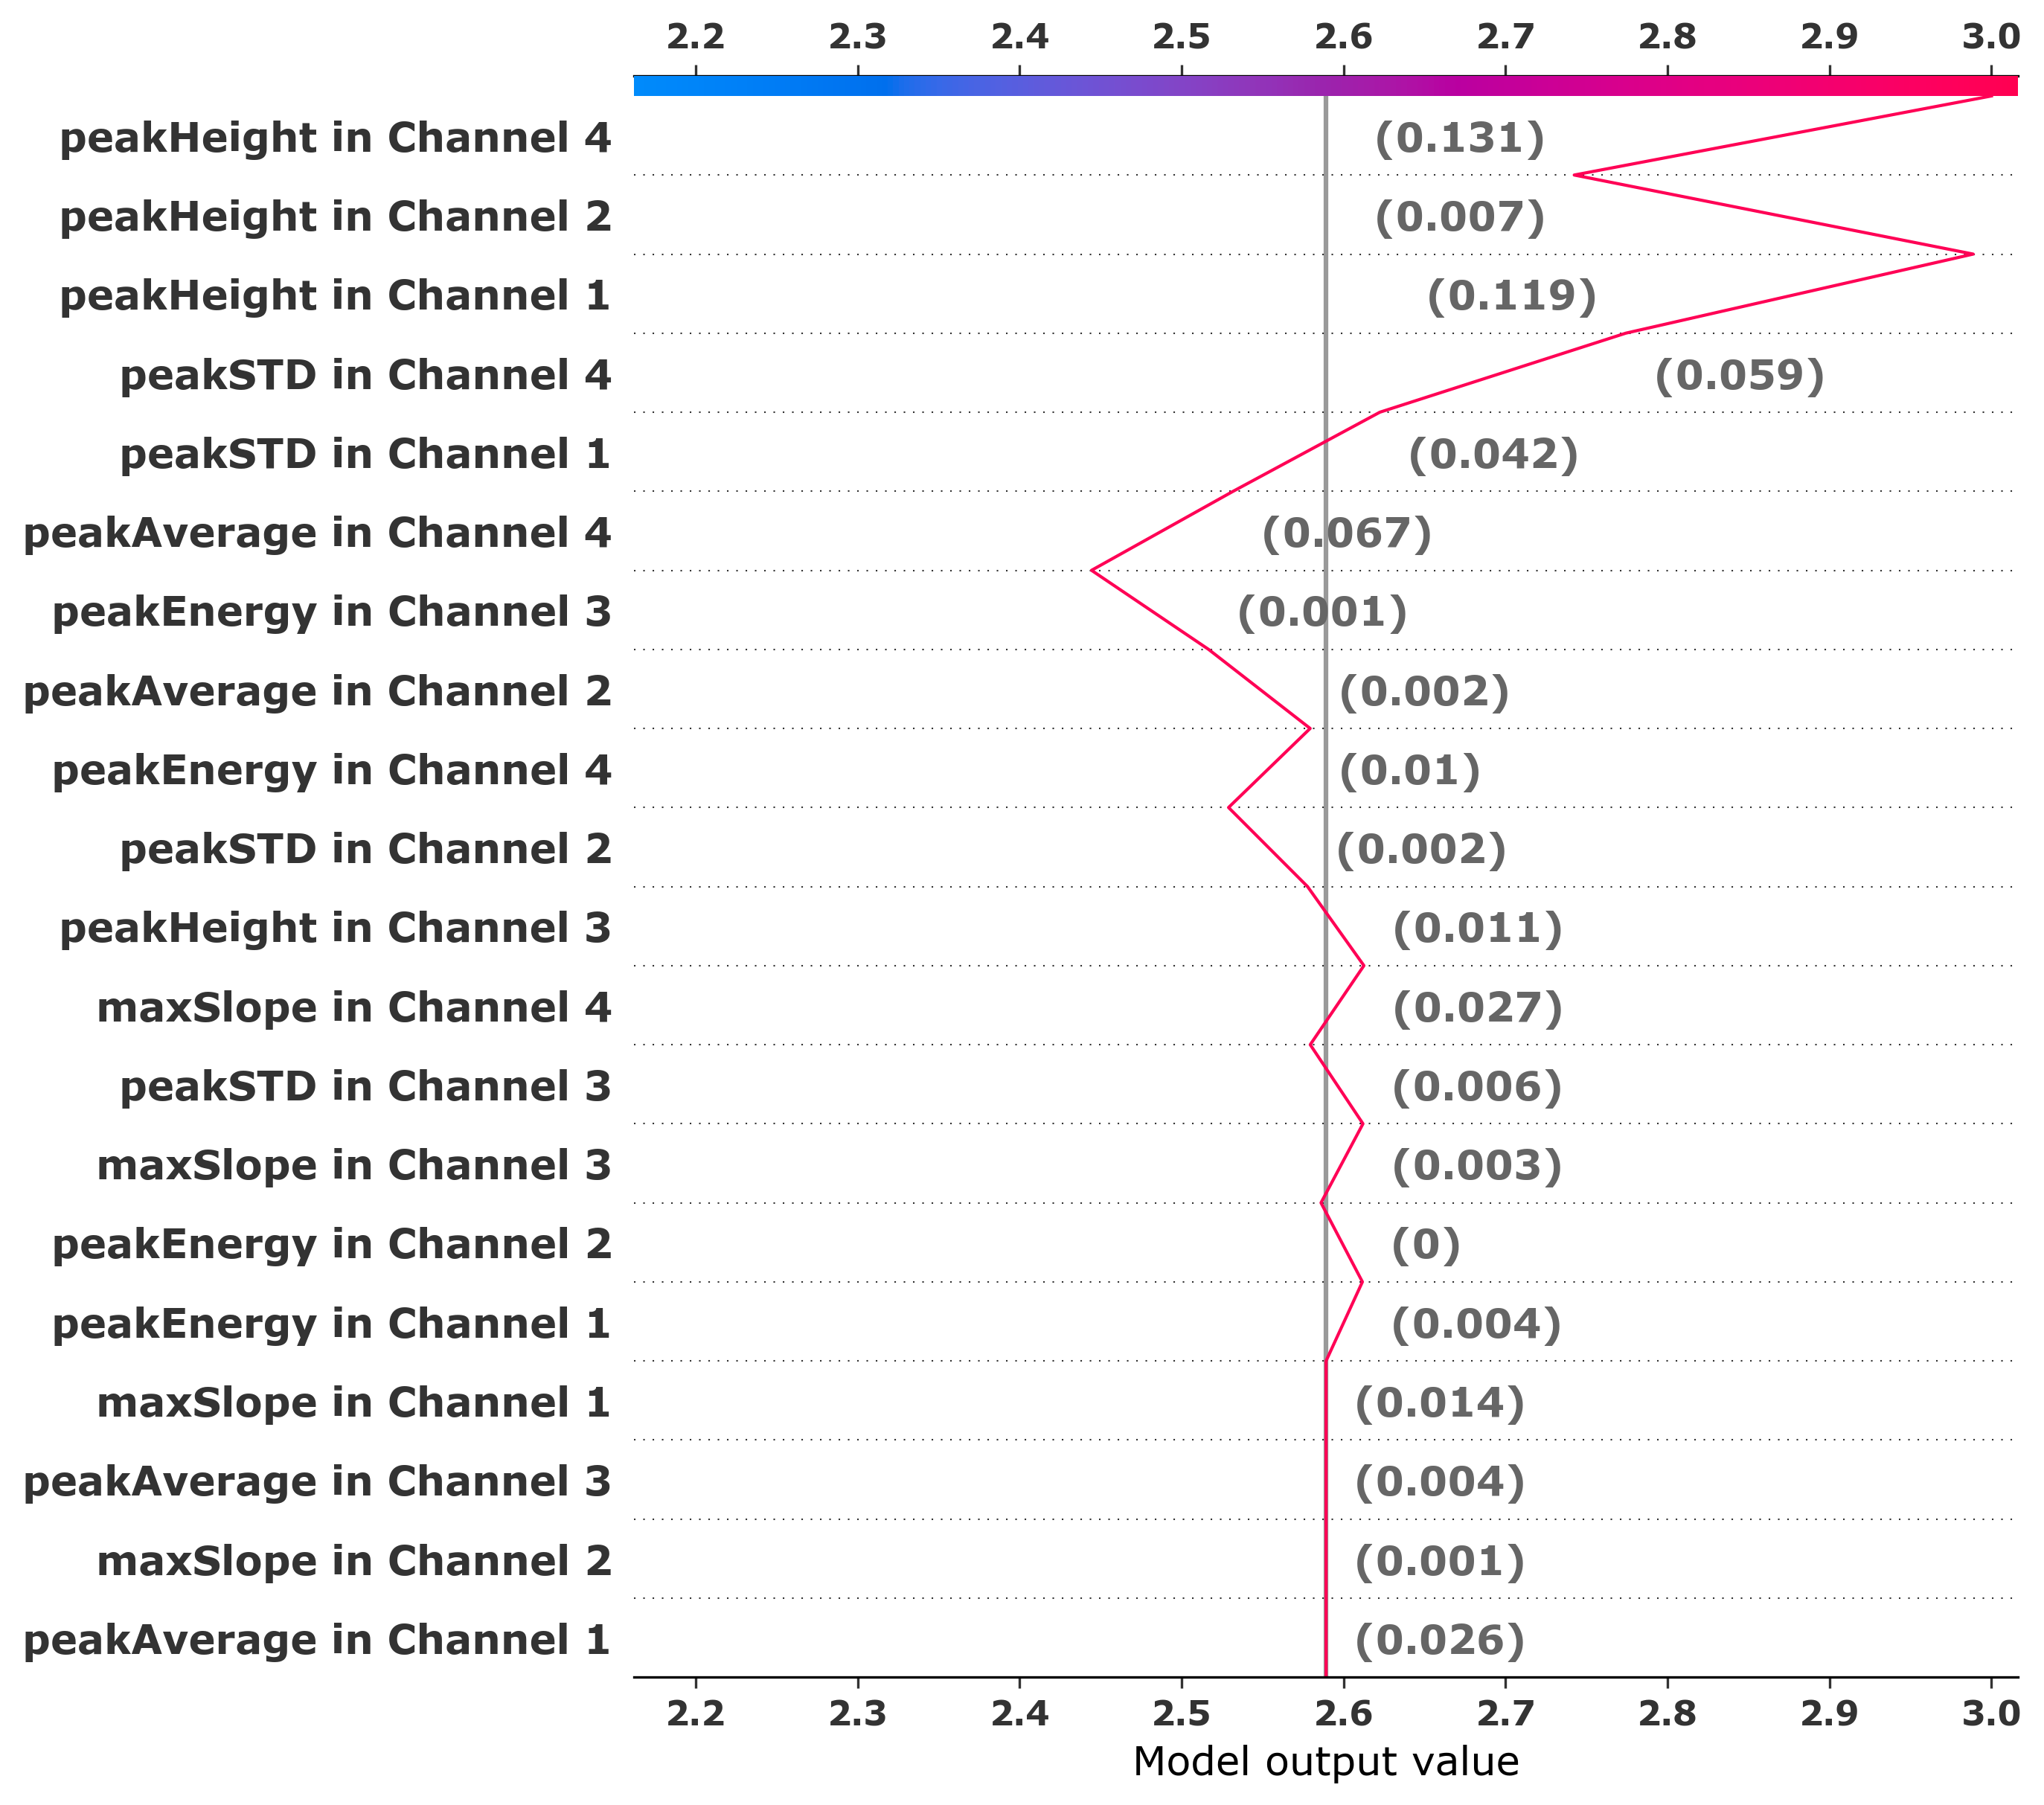 2.2 2.3 2.4 2.5 2.6 2.7 2.8 2.9 3.0
peakHeight in Channel 4 (0.131)
peakHeight in Channel 2 (0.007)
peakHeight in Channel 1 (0.119)
peakSTD in Channel 4 (0.059)
peakSTD in Channel 1 (0.042)
peakAverage in Channel 4 (0.067)
peakEnergy in Channel 3 (0.001)
peakAverage in Channel 2 (0.002)
peakEnergy in Channel 4 (0.01)
peakSTD in Channel 2 (0.002)
peakHeight in Channel 3 (0.011)
maxSlope in Channel 4 (0.027)
peakSTD in Channel 3 (0.006)
maxSlope in Channel 3 (0.003)
peakEnergy in Channel 2 (0)
peakEnergy in Channel 1 (0.004)
maxSlope in Channel 1 (0.014)
peakAverage in Channel 3 (0.004)
maxSlope in Channel 2 (0.001)
peakAverage in Channel 1 (0.026)
2.2 2.3 2.4 2.5 2.6 2.7 2.8 2.9 3.0
Model output value